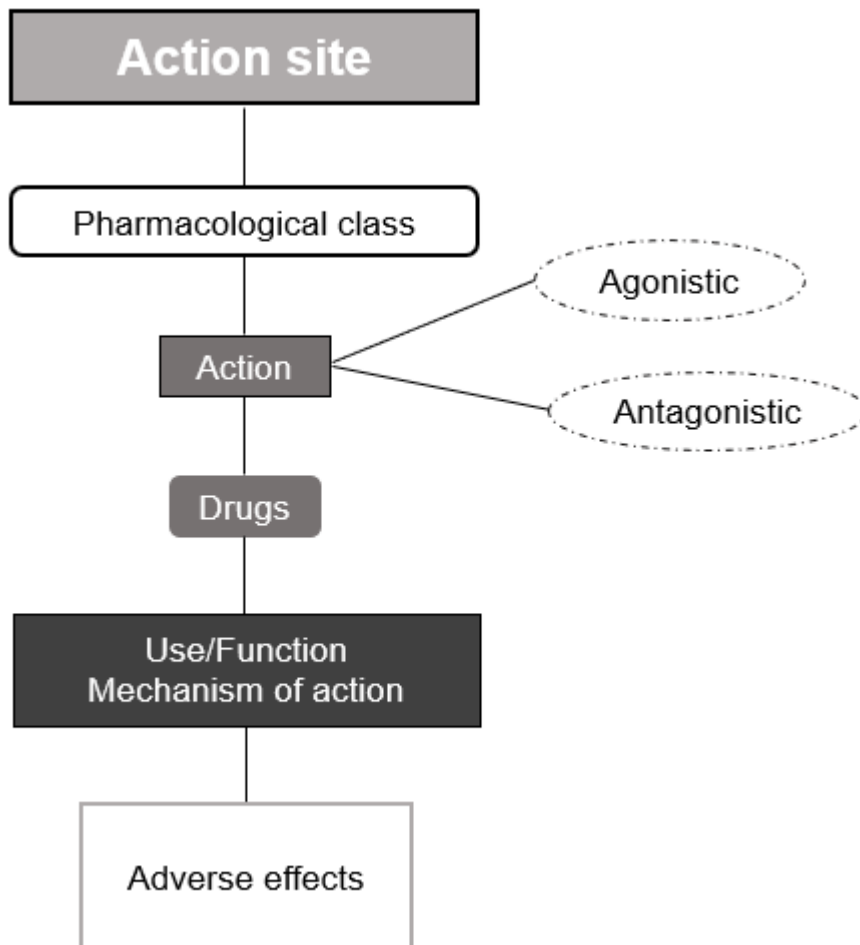 Action site
Pharmacological class
Agonistic
Action
Antagonistic
Drugs
Use/Function
Mechanism of action
Adverse effects